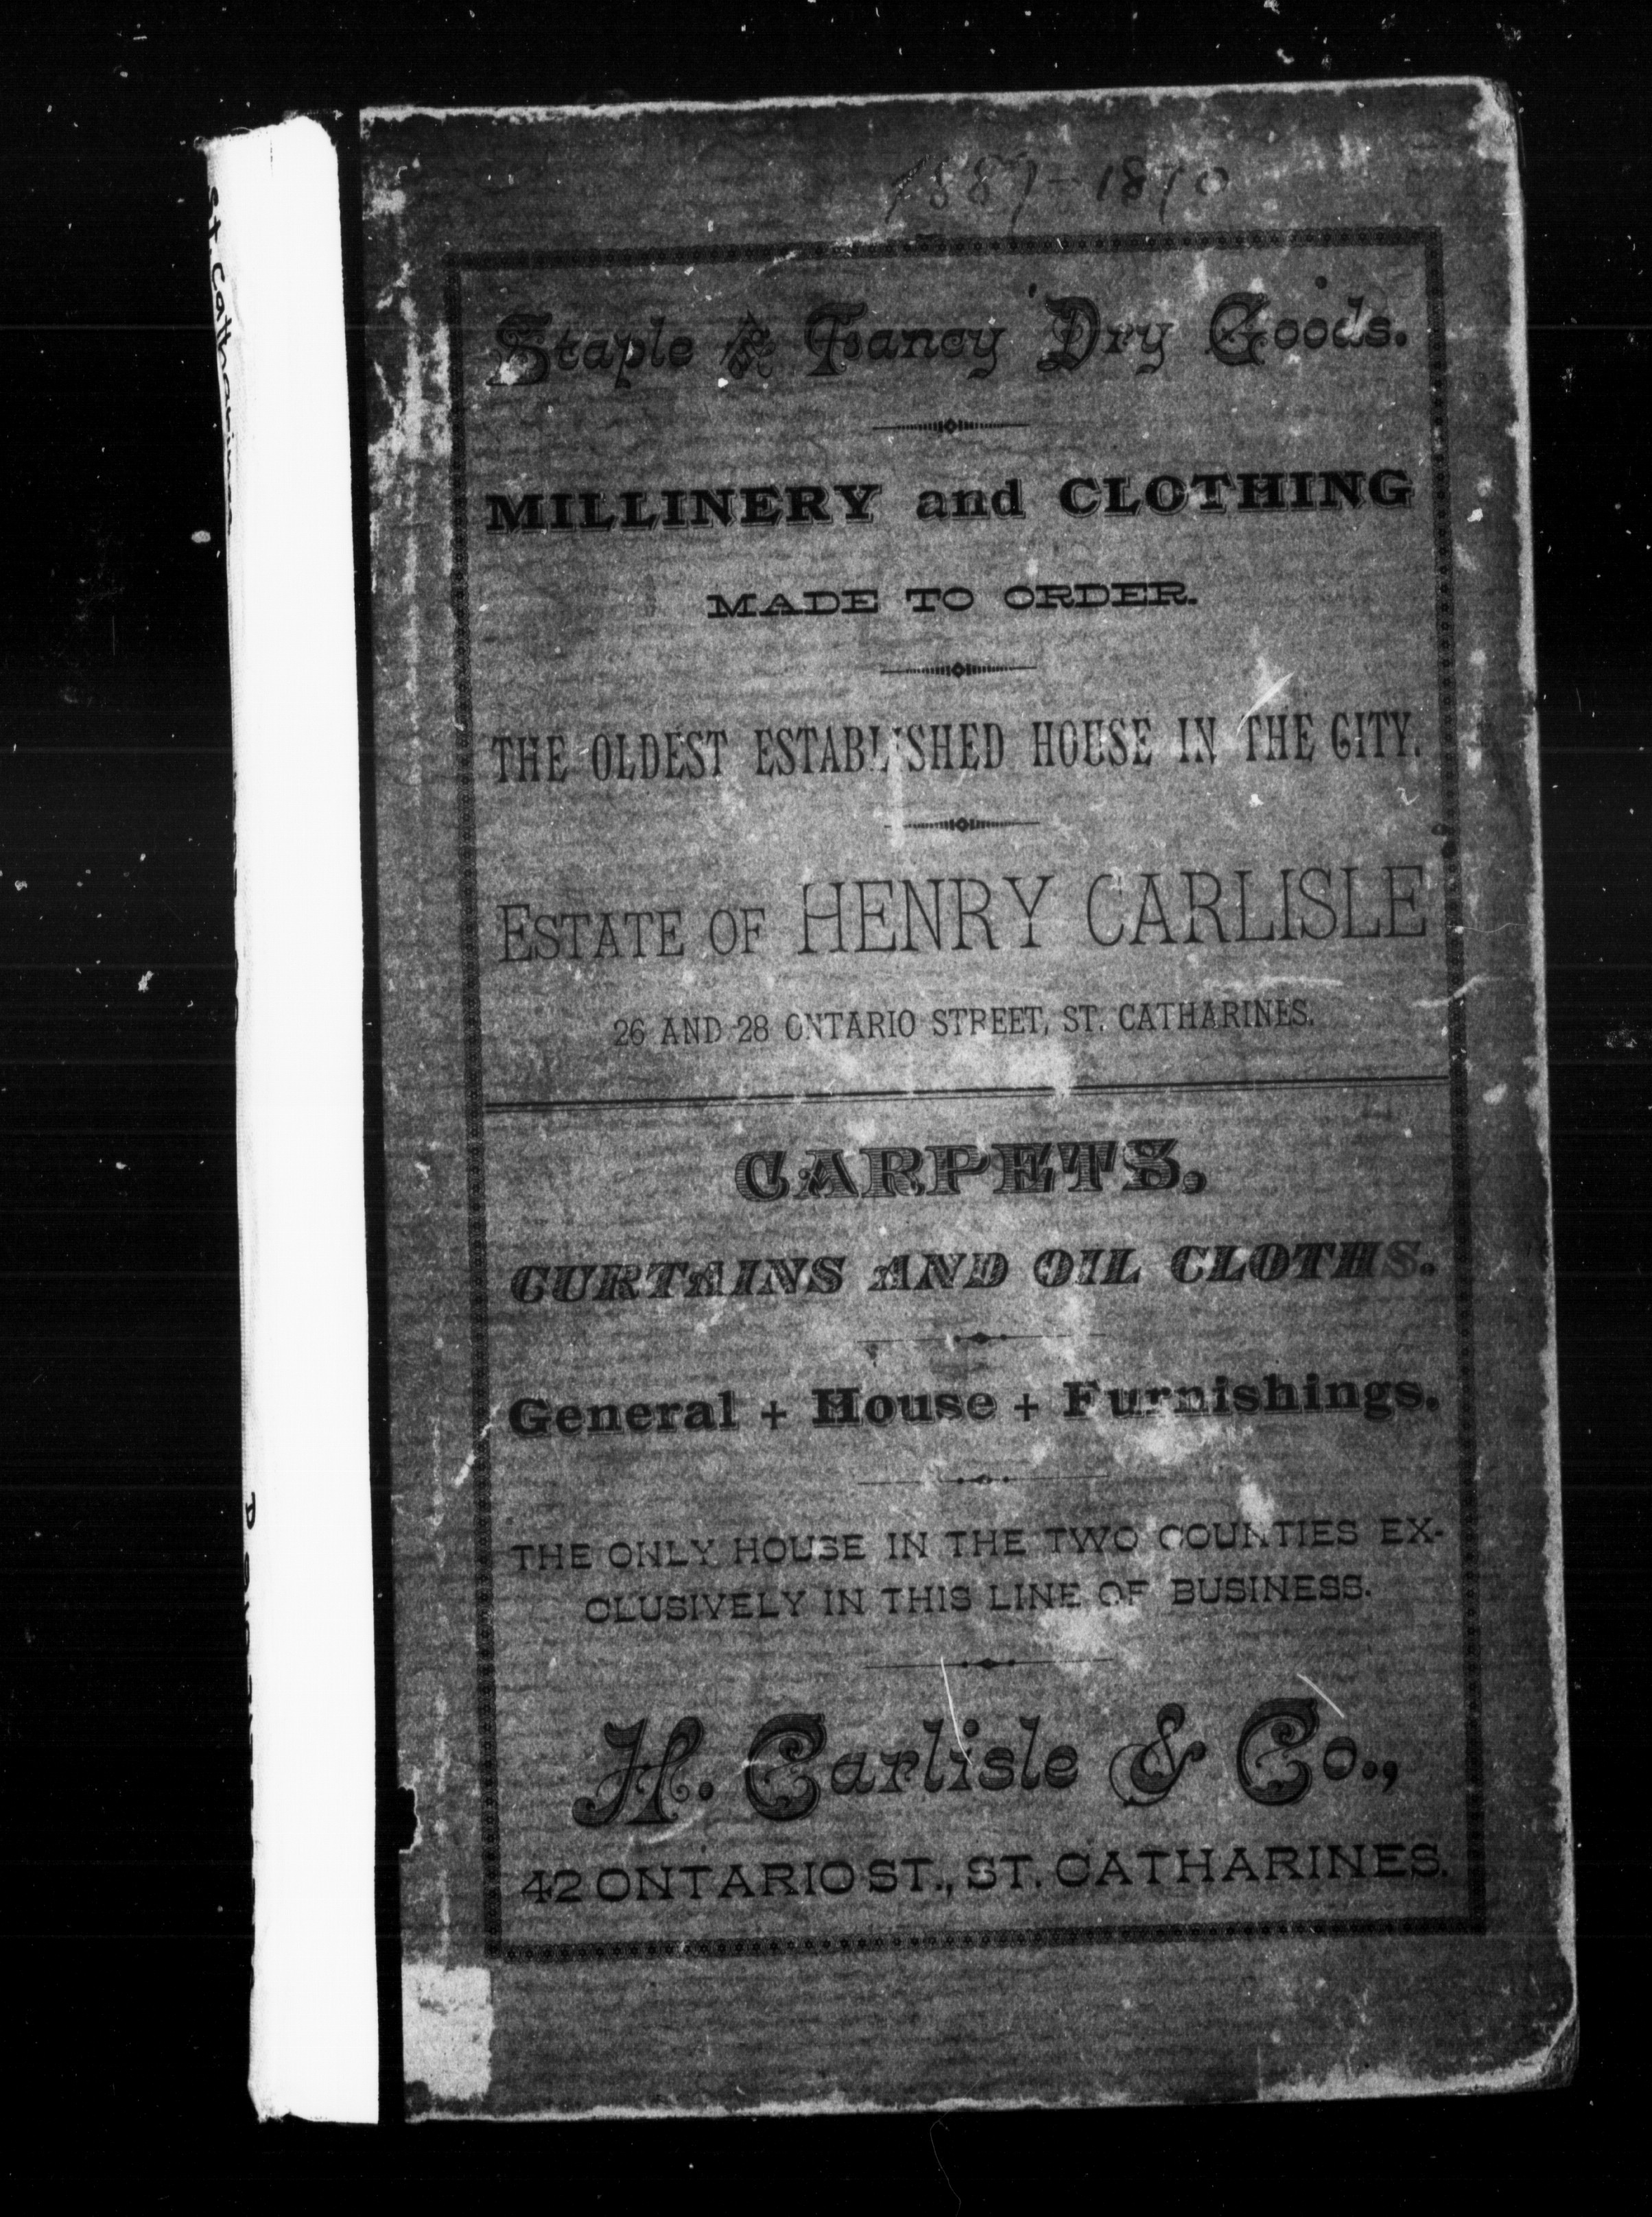 1887-1890
Staple & Fancy Dry Goods.
MILLINERY and CLOTHING
MADE TO ORDER.
THE OLDEST ESTABLISHED HOUSE IN THE CITY.
ESTATE OF HENRY CARLISLE
26 AND 28 ONTARIO STREET, ST. CATHARINES.
CARPETS,
CURTAINS AND OIL CLOTHS.
General + House + Furnishings.
THE ONLY HOUSE IN THE TWO COUNTIES EX-
CLUSIVELY IN THIS LINE OF BUSINESS.
H. Carlisle & Co.,
42 ONTARIO ST., ST. CATHARINES.
St. Catharines